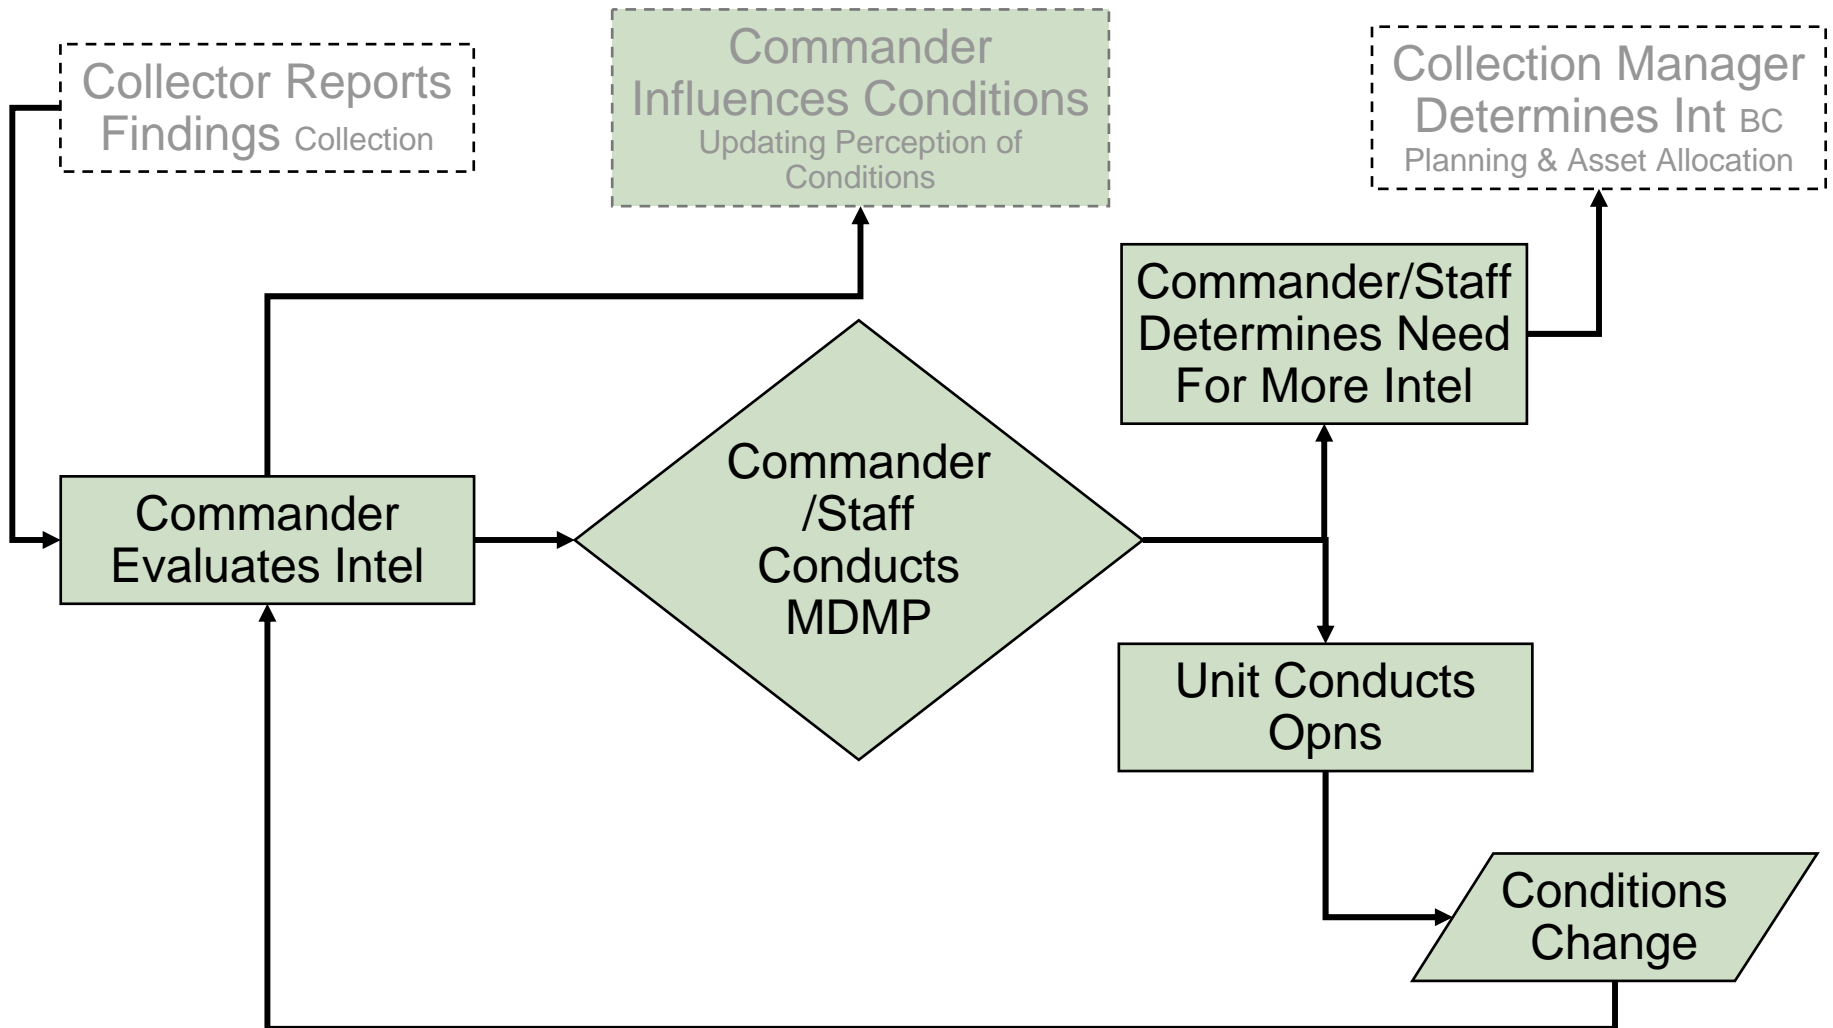 Collector Reports
Findings Collection
Commander
Influences Conditions
Updating Perception of
Conditions
Collection Manager
Determines Int BC
Planning & Asset Allocation
Commander/Staff
Determines Need
For More Intel
Commander
Evaluates Intel
Commander
/Staff
Conducts
MDMP
Unit Conducts
Opns
Conditions
Change